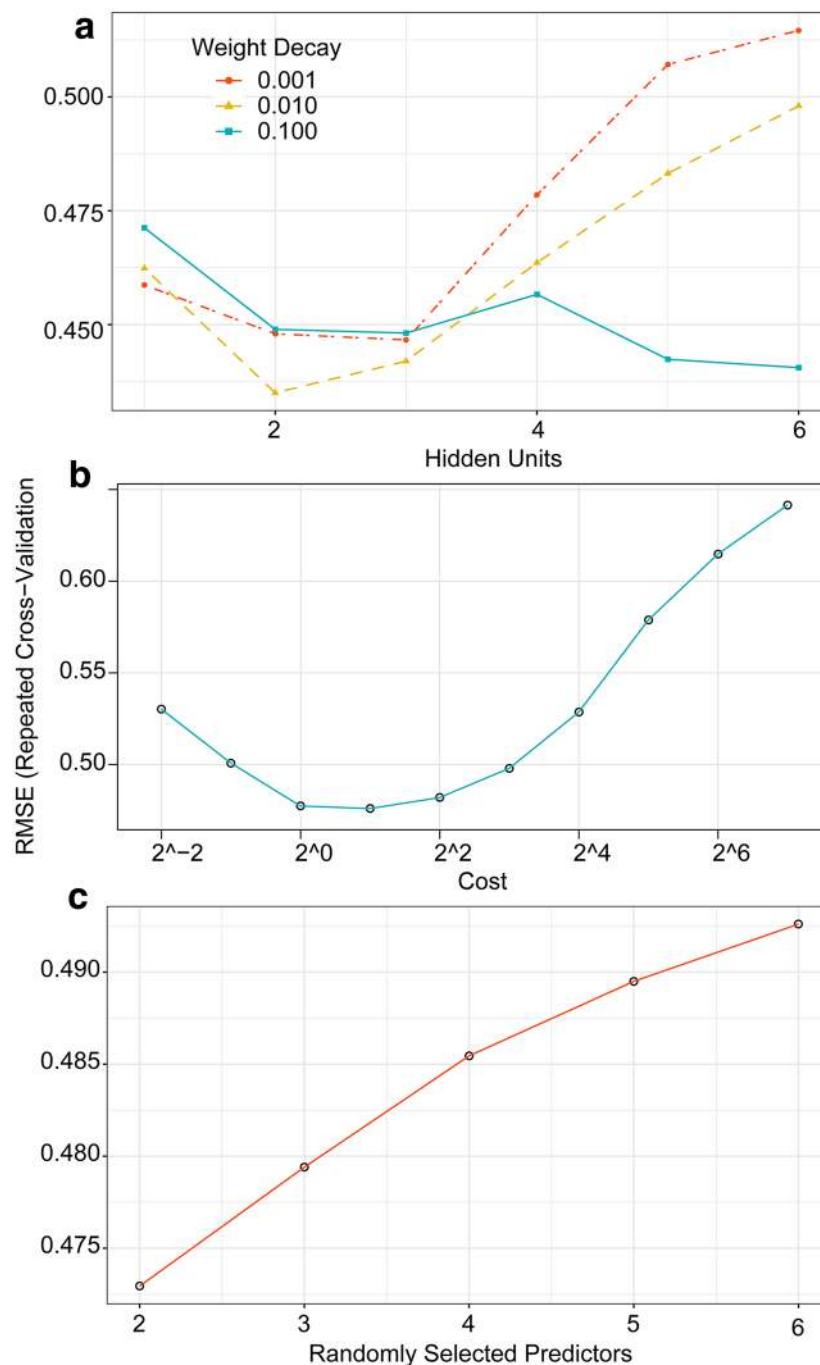 a
Weight Decay
0.001
0.010
0.100
0.500
0.475
0.450
2 4 6
Hidden Units
b
RMSE (Repeated Cross-Validation
0.60
0.55
0.50
2^-2 2^0 2^2 2^4 2^6
Cost
c
0.490
0.485
0.480
0.475
2 3 4 5 6
Randomly Selected Predictors